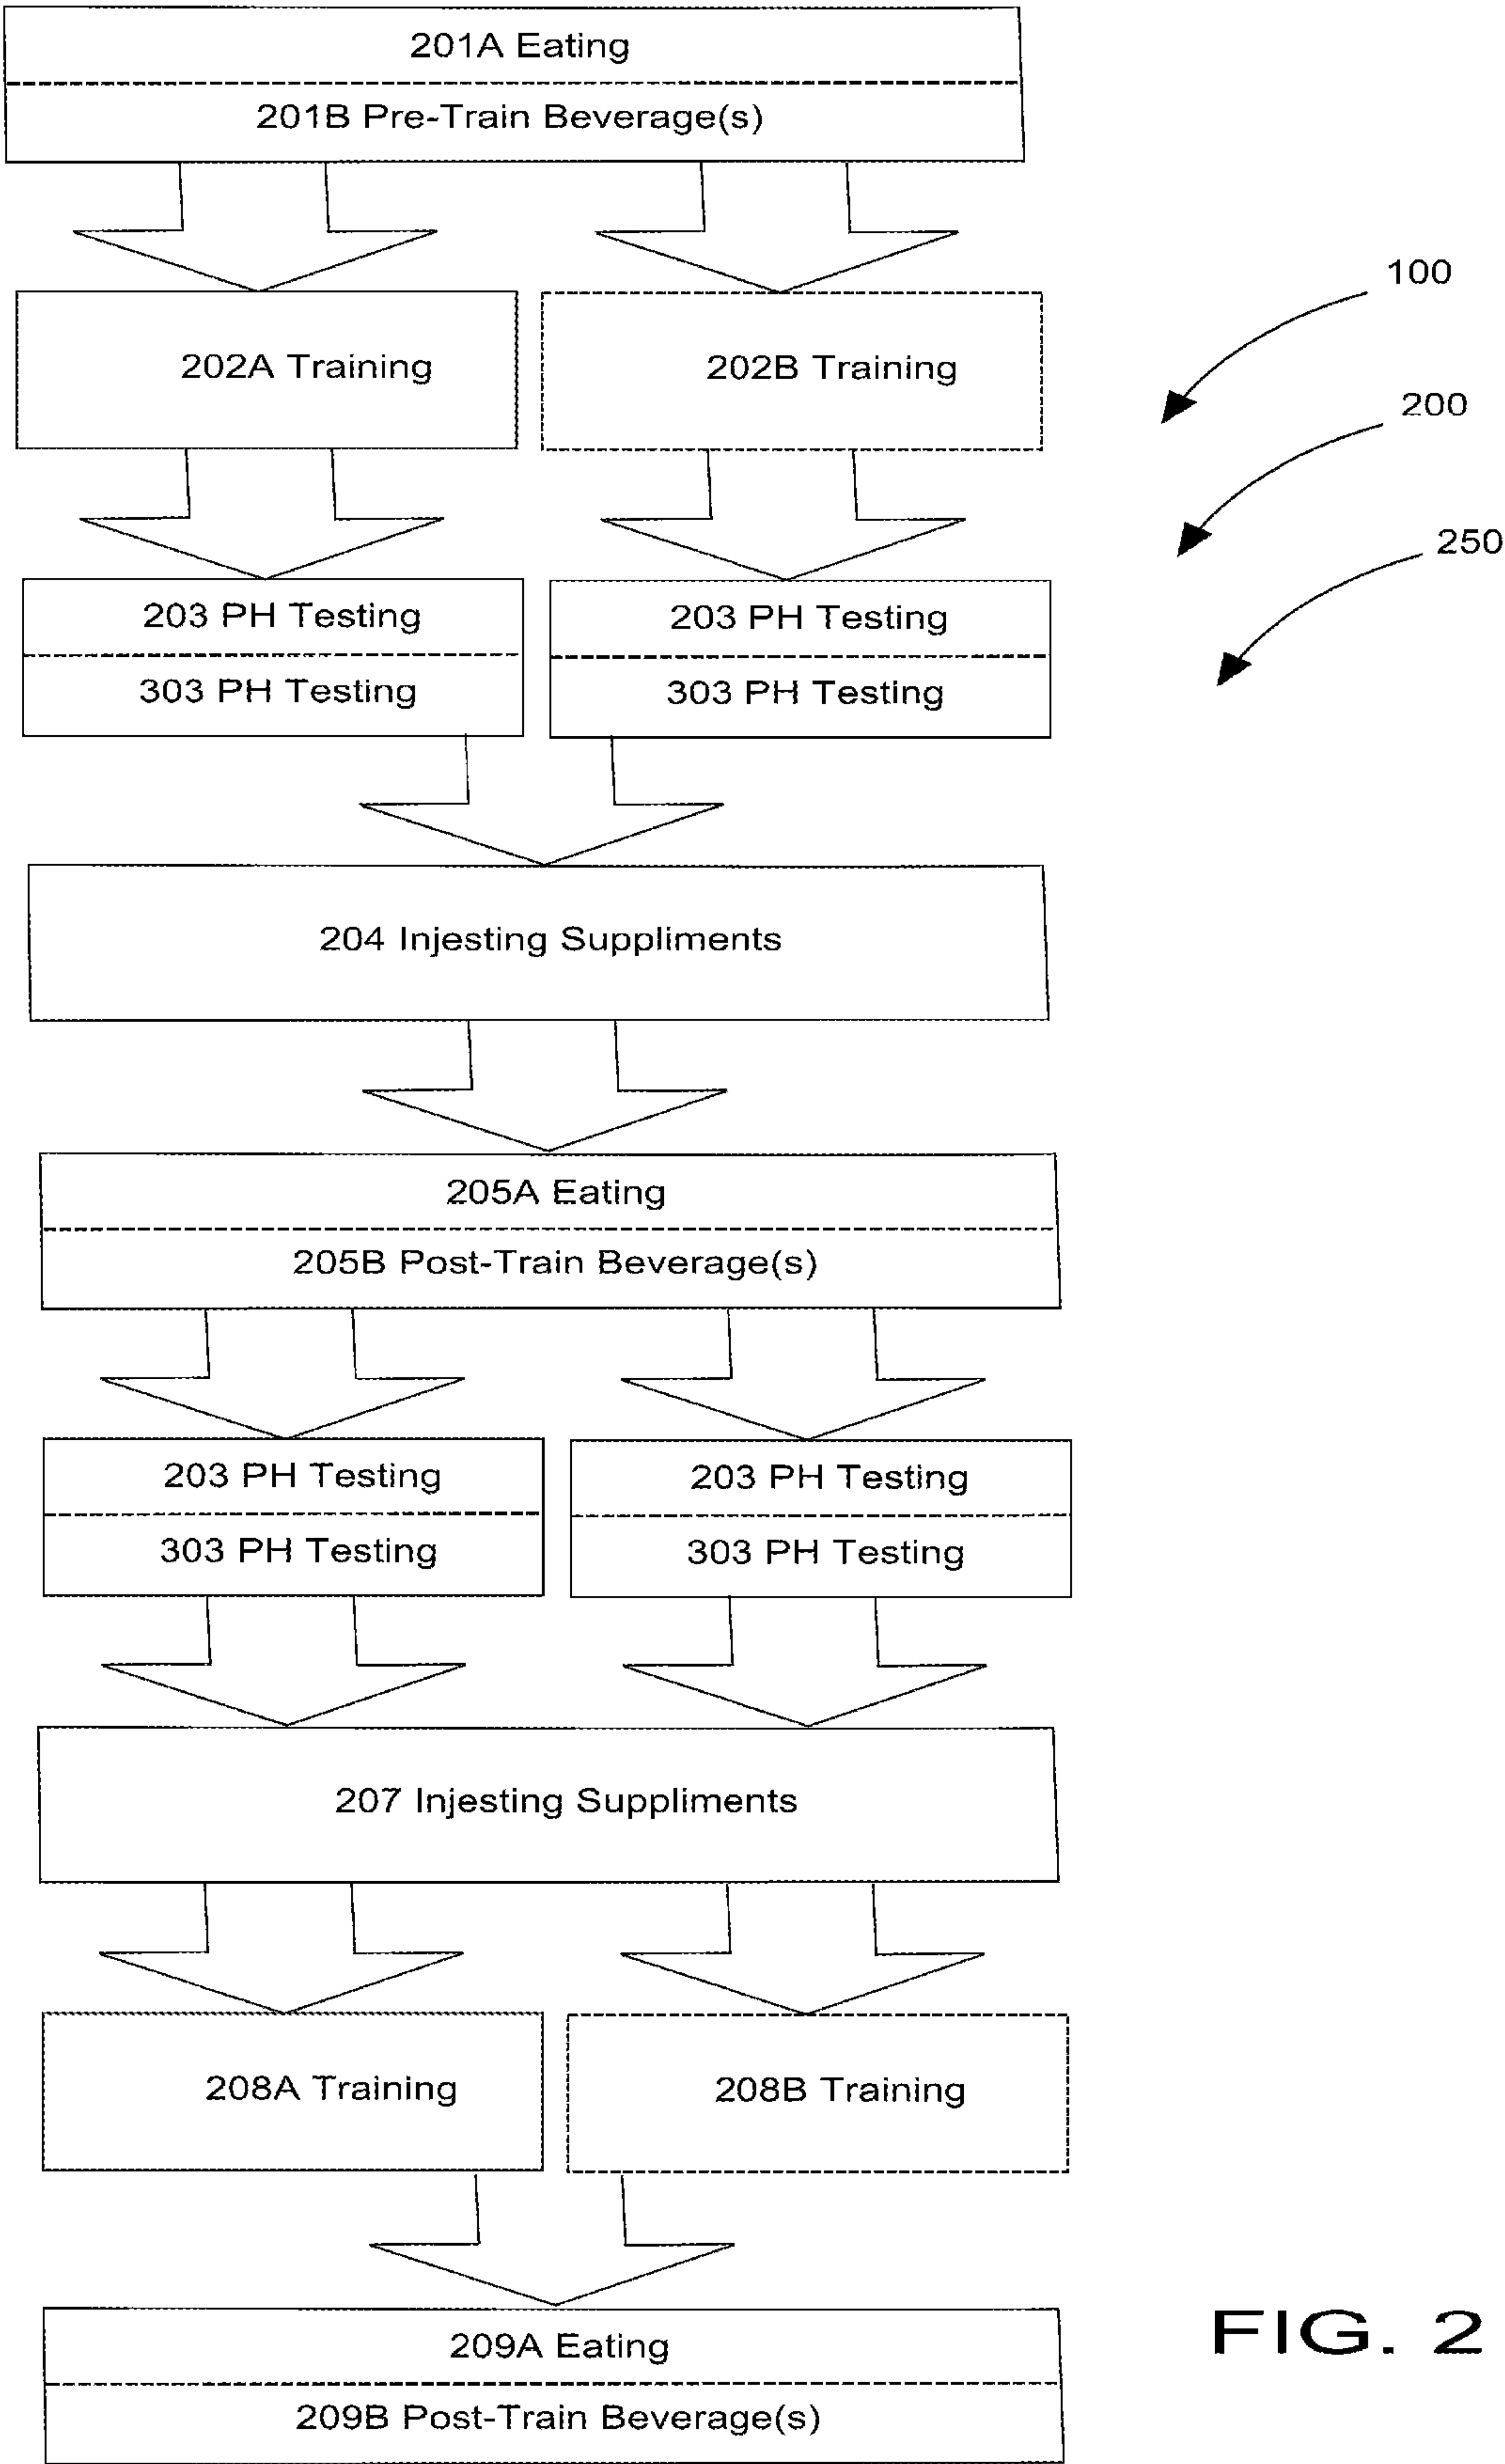 201A Eating
201B Pre-Train Beverage(s)
100
202A Training
202B Training
200
250
203 PH Testing
203 PH Testing
303 PH Testing
303 PH Testing
204 Injesting Suppliments
205A Eating
205B Post-Train Beverage(s)
203 PH Testing
203 PH Testing
303 PH Testing
303 PH Testing
207 Injesting Suppliments
208A Training
208B Training
209A Eating
209B Post-Train Beverage(s)
FIG. 2